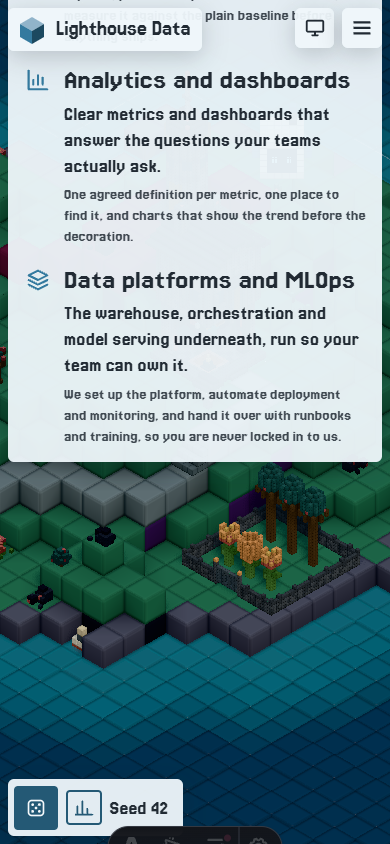 Lighthouse Data
Analytics and dashboards
Clear metrics and dashboards that
answer the questions your teams
actually ask.
One agreed definition per metric, one place to
find it, and charts that show the trend before the
decoration.
Data platforms and MLOps
The warehouse, orchestration and
model serving underneath, run so your
team can own it.
We set up the platform, automate deployment
and monitoring, and hand it over with runbooks
and training, so you are never locked in to us.
Seed 42